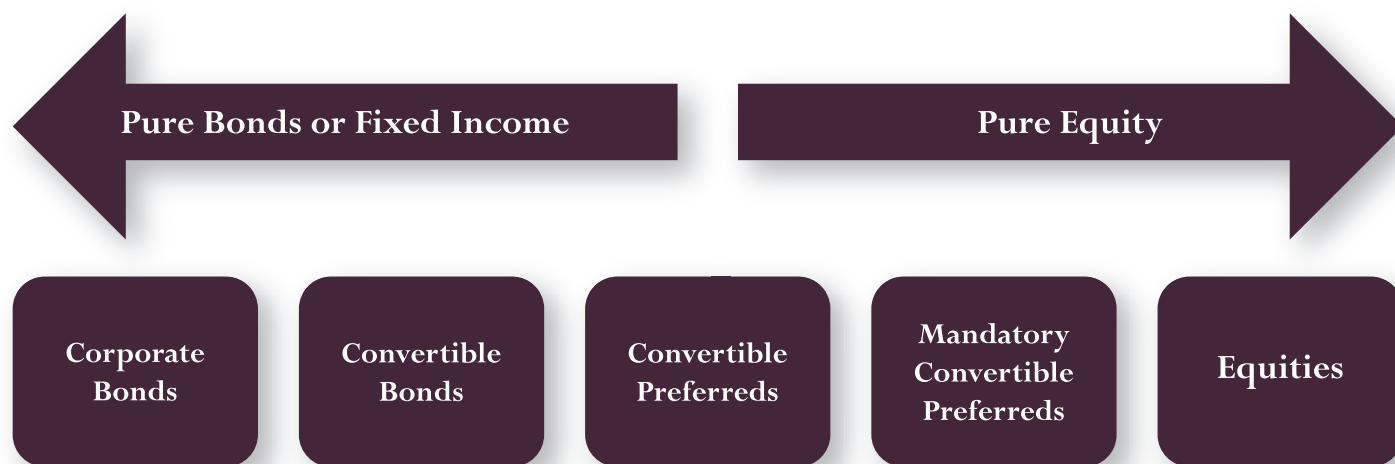 Pure Bonds or Fixed Income
Pure Equity
Corporate
Bonds
Convertible
Bonds
Convertible
Preferreds
Mandatory
Convertible
Preferreds
Equities